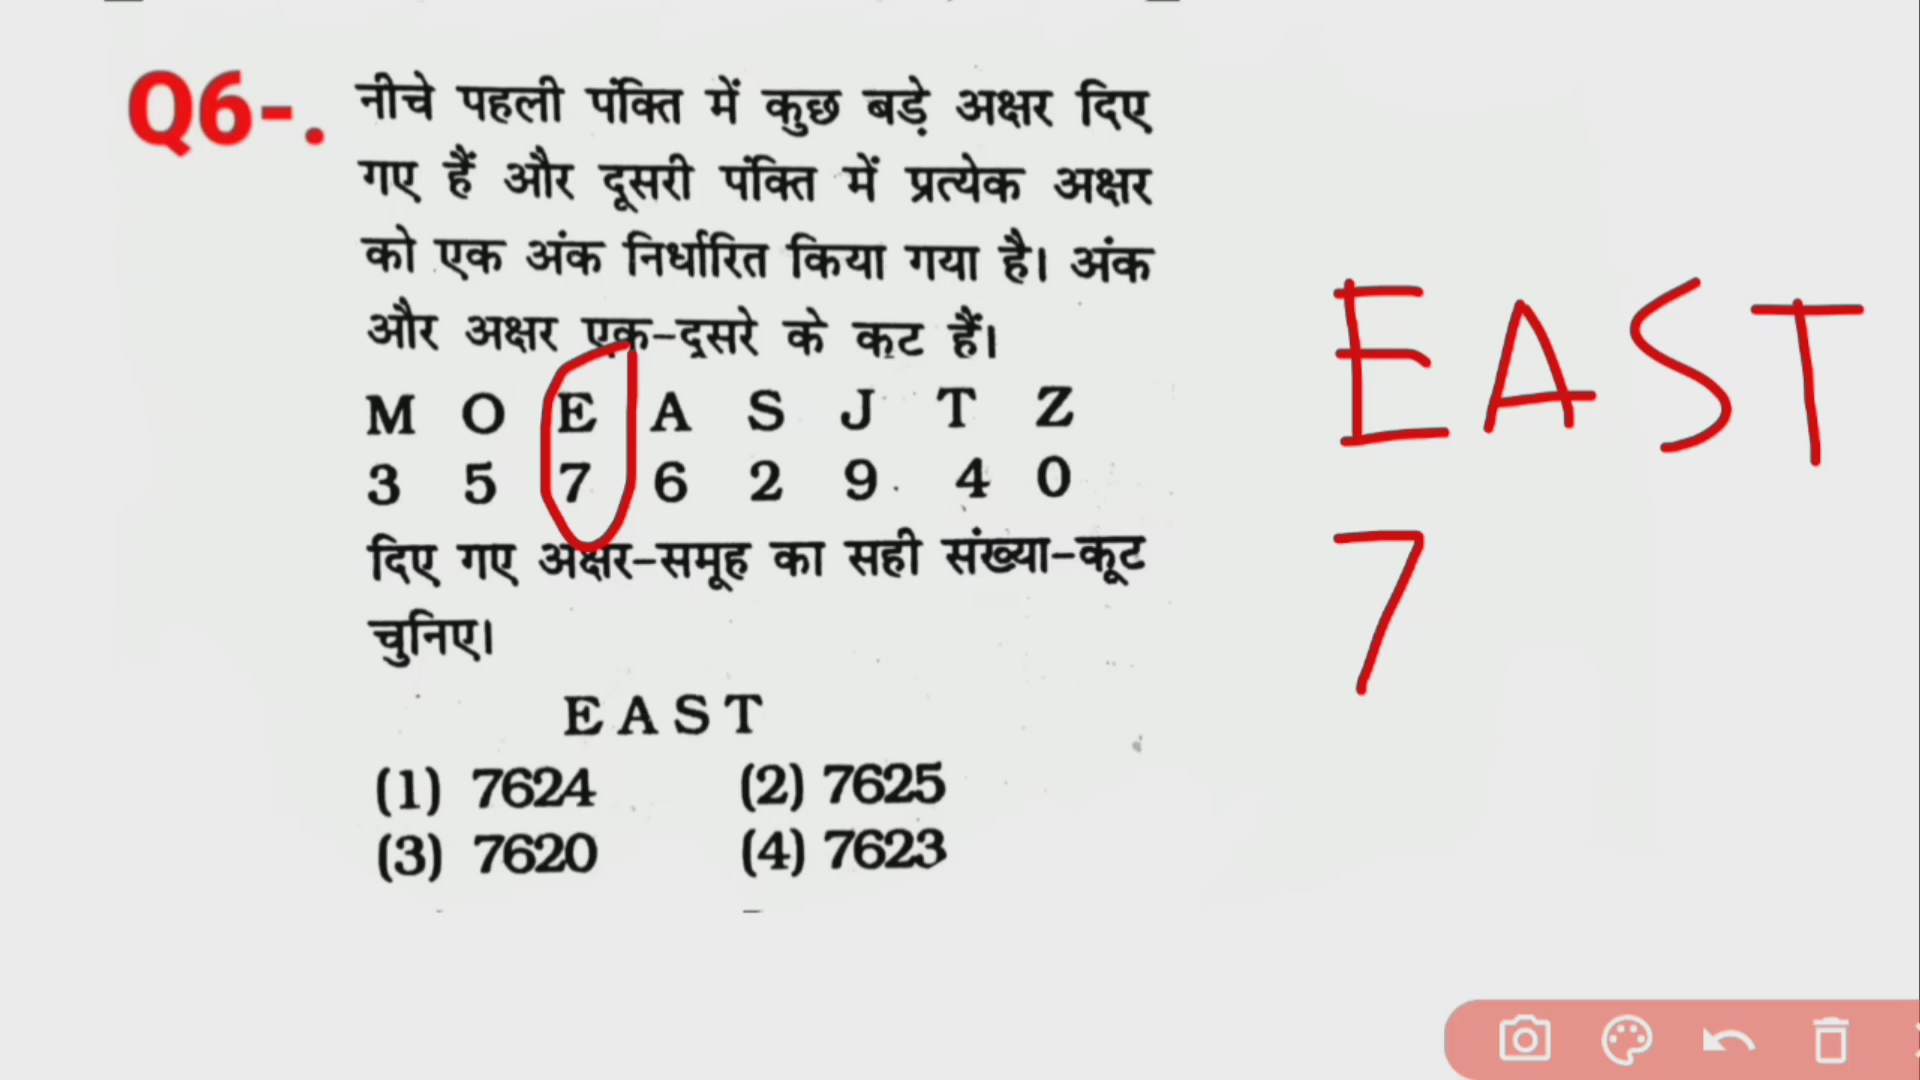 Q6-.
नीचे पहली पंक्ति में कुछ बड़े अक्षर दिए
गए हैं और दूसरी पंक्ति में प्रत्येक अक्षर
को एक अंक निर्धारित किया गया है। अंक
और अक्षर एक-दूसरे के कूट हैं।
M O E A S J T Z
3 5 7 6 2 9 4 0
दिए गए अक्षर-समूह का सही संख्या-कूट
चुनिए।
E A S T
(1) 7624 (2) 7625
(3) 7620 (4) 7623
EAST
7